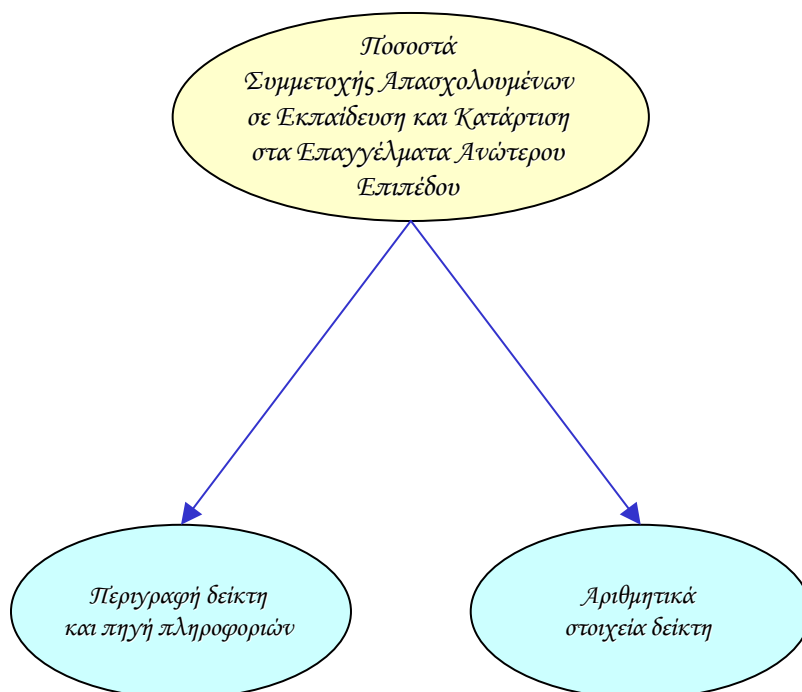 Ποσοστά
Συμμετοχής Απασχολουμένων
σε Εκπαίδευση και Κατάρτιση
στα Επαγγέλματα Ανώτερου
Επιπέδου
Περιγραφή δείκτη
και πηγή πληροφοριών
Αριθμητικά
στοιχεία δείκτη